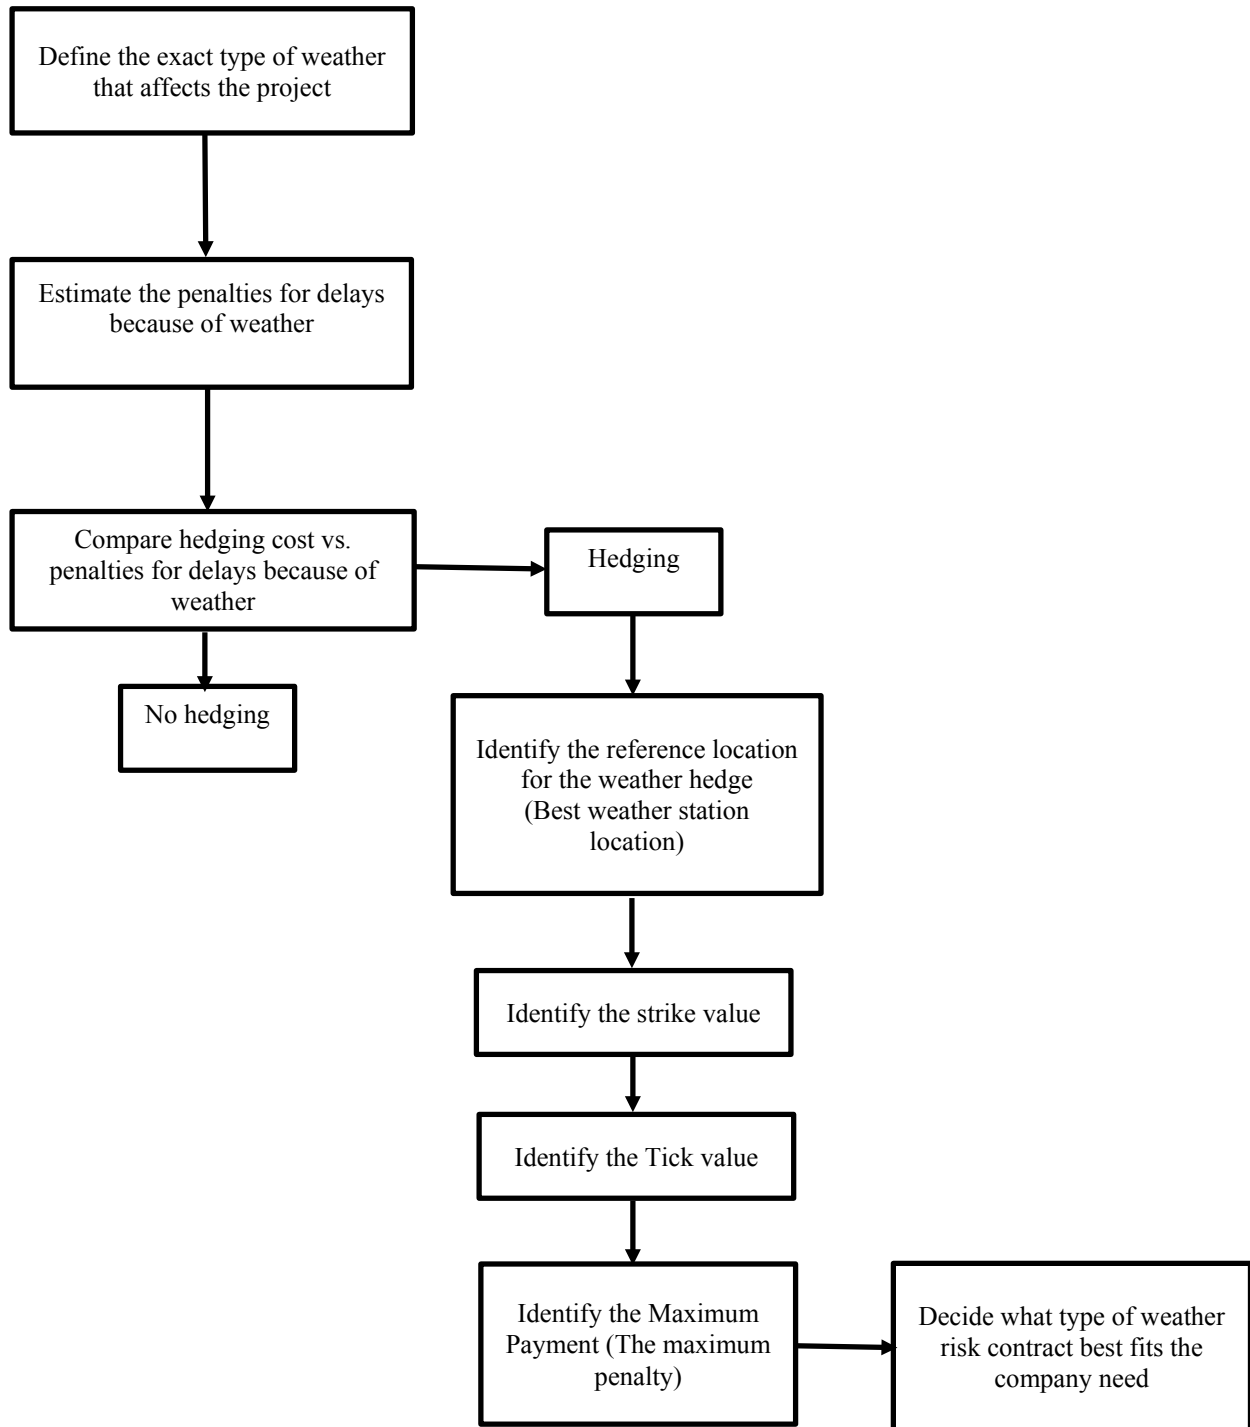 Define the exact type of weather
that affects the project
Estimate the penalties for delays
because of weather
Compare hedging cost vs.
penalties for delays because of
weather
Hedging
No hedging
Identify the reference location
for the weather hedge
(Best weather station
location)
Identify the strike value
Identify the Tick value
Identify the Maximum
Payment (The maximum
penalty)
Decide what type of weather
risk contract best fits the
company need